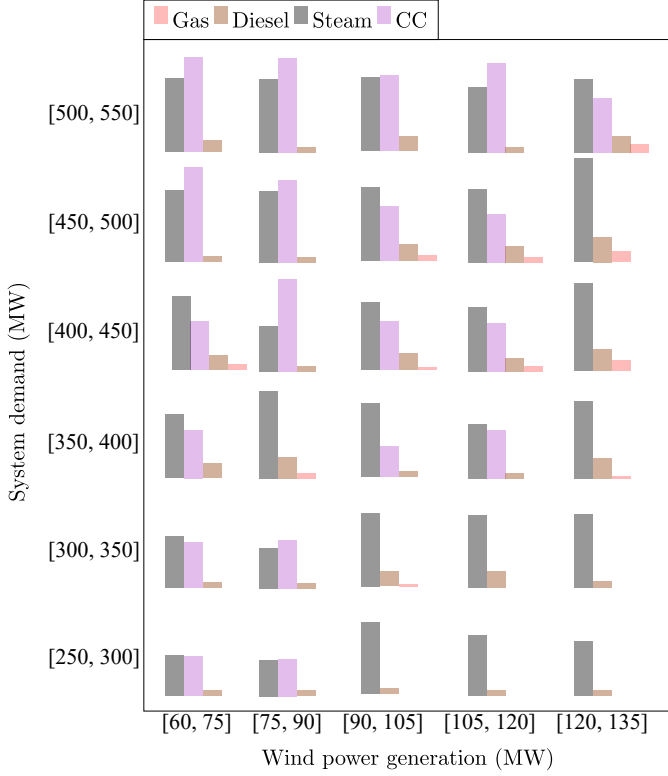 Gas Diesel Steam CC
System demand (MW)
[500, 550]
[450, 500]
[400, 450]
[350, 400]
[300, 350]
[250, 300]
[60, 75] [75, 90] [90, 105] [105, 120] [120, 135]
Wind power generation (MW)